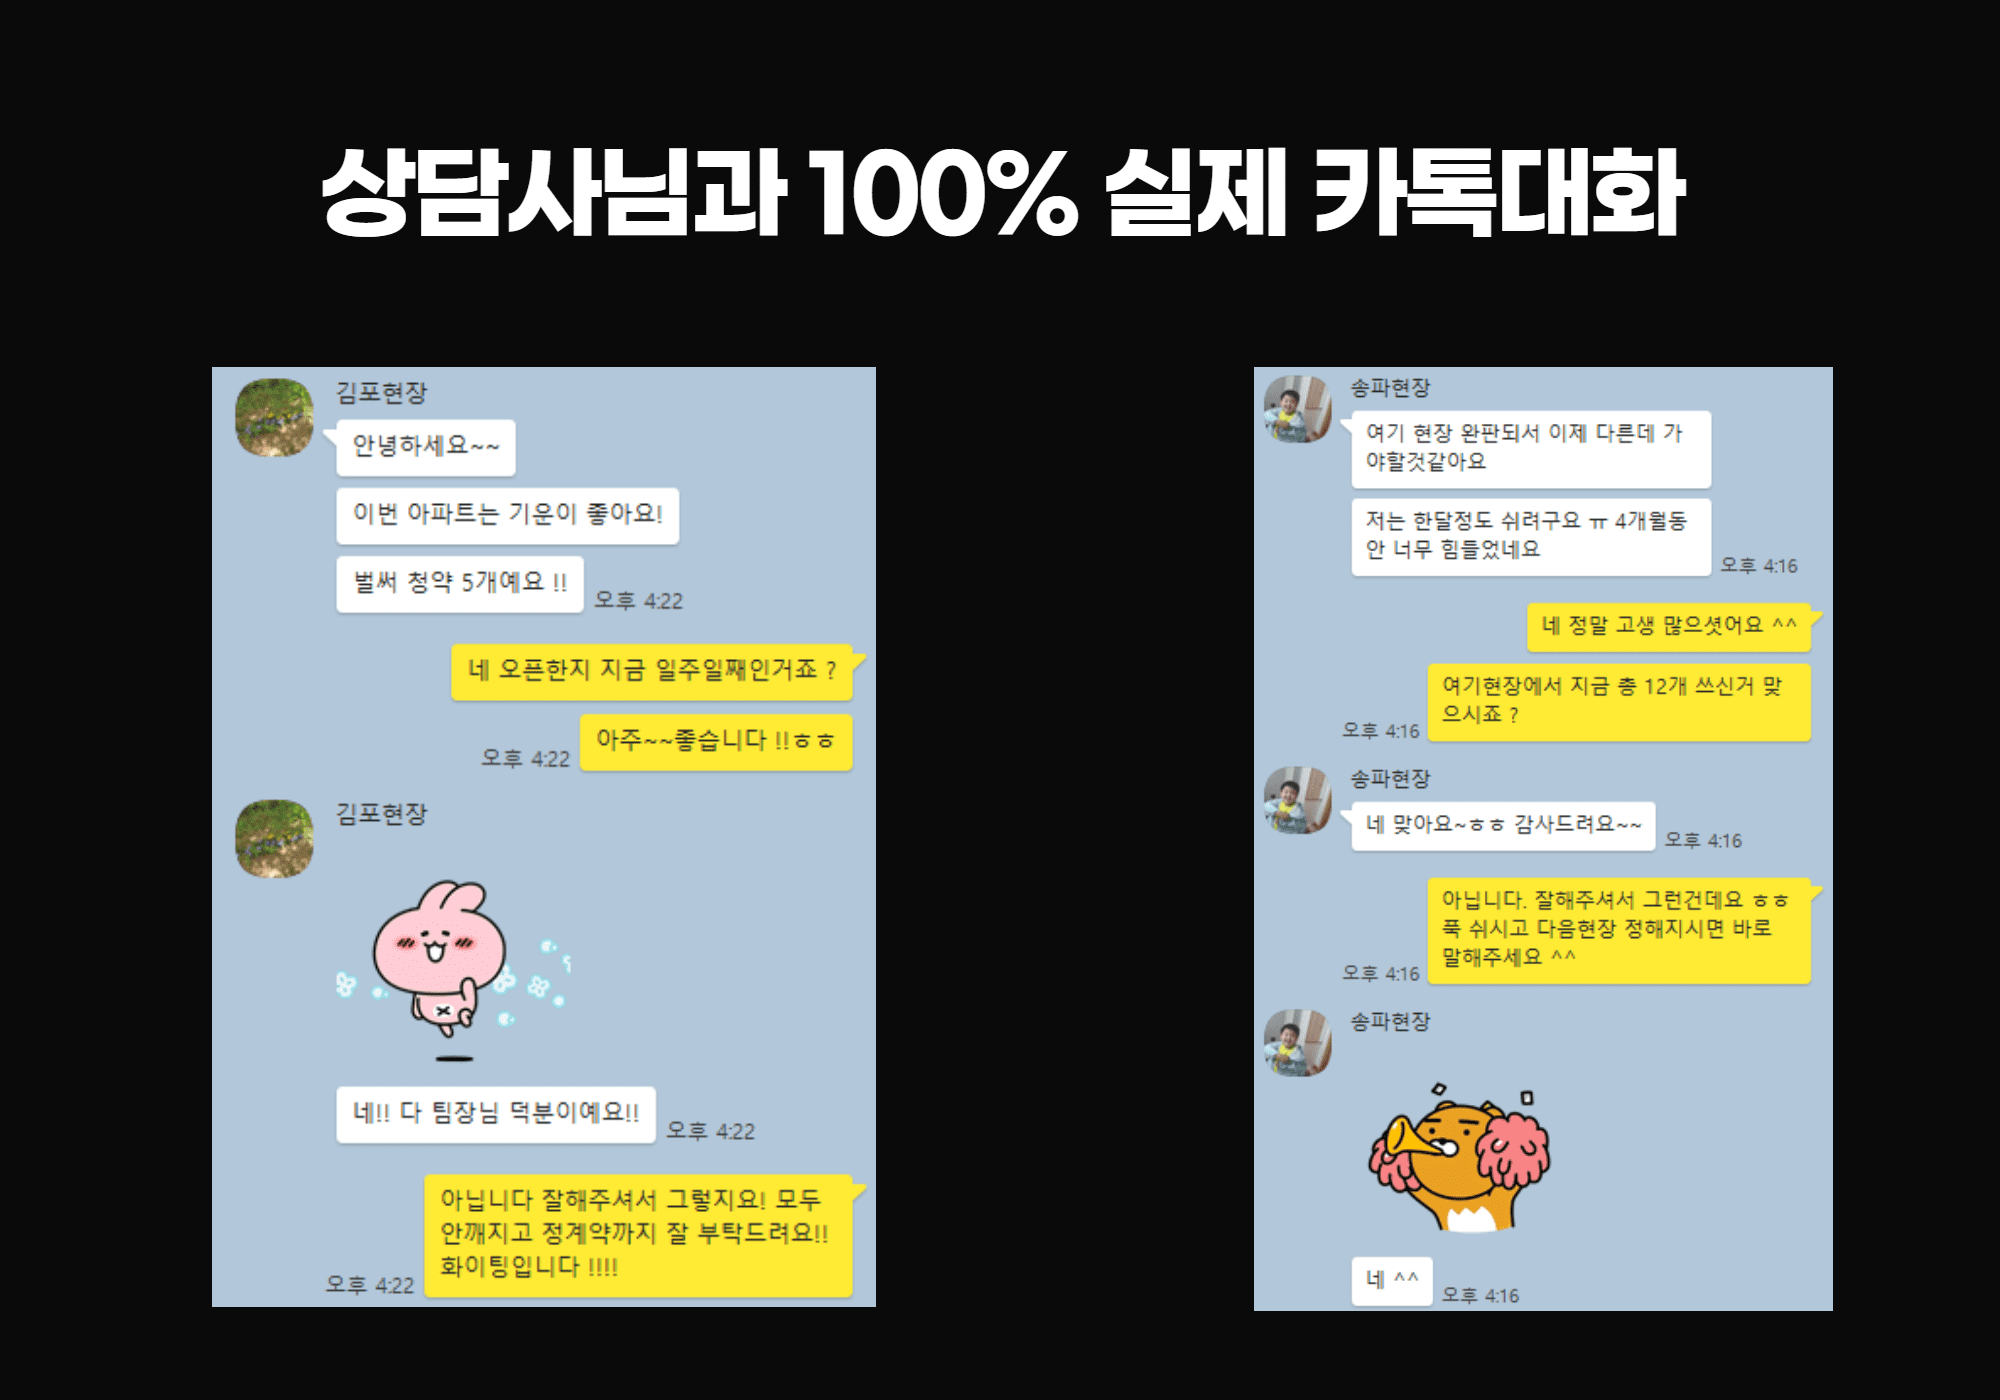 상담사님과 100% 실제 카톡대화
김포현장
안녕하세요~~
이번 아파트는 기운이 좋아요!
벌써 청약 5개예요 !!
오후 4:22
네 오픈한지 지금 일주일째인거죠 ?
아주~~좋습니다 !!ㅎㅎ
오후 4:22
김포현장
네!! 다 팀장님 덕분이예요!!
오후 4:22
아닙니다 잘해주셔서 그렇지요! 모두
안깨지고 정계약까지 잘 부탁드려요!!
화이팅입니다 !!!!
오후 4:22
송파현장
여기 현장 완판되서 이제 다른데 가
야할것같아요
저는 한달정도 쉬려구요 ㅠ 4개월동
안 너무 힘들었네요
오후 4:16
네 정말 고생 많으셧어요 ^^
여기현장에서 지금 총 12개 쓰신거 맞
으시죠 ?
오후 4:16
송파현장
네 맞아요~ㅎㅎ 감사드려요~~
오후 4:16
아닙니다. 잘해주셔서 그런건데요 ㅎㅎ
푹 쉬시고 다음현장 정해지시면 바로
말해주세요 ^^
오후 4:16
송파현장
네 ^^
오후 4:16